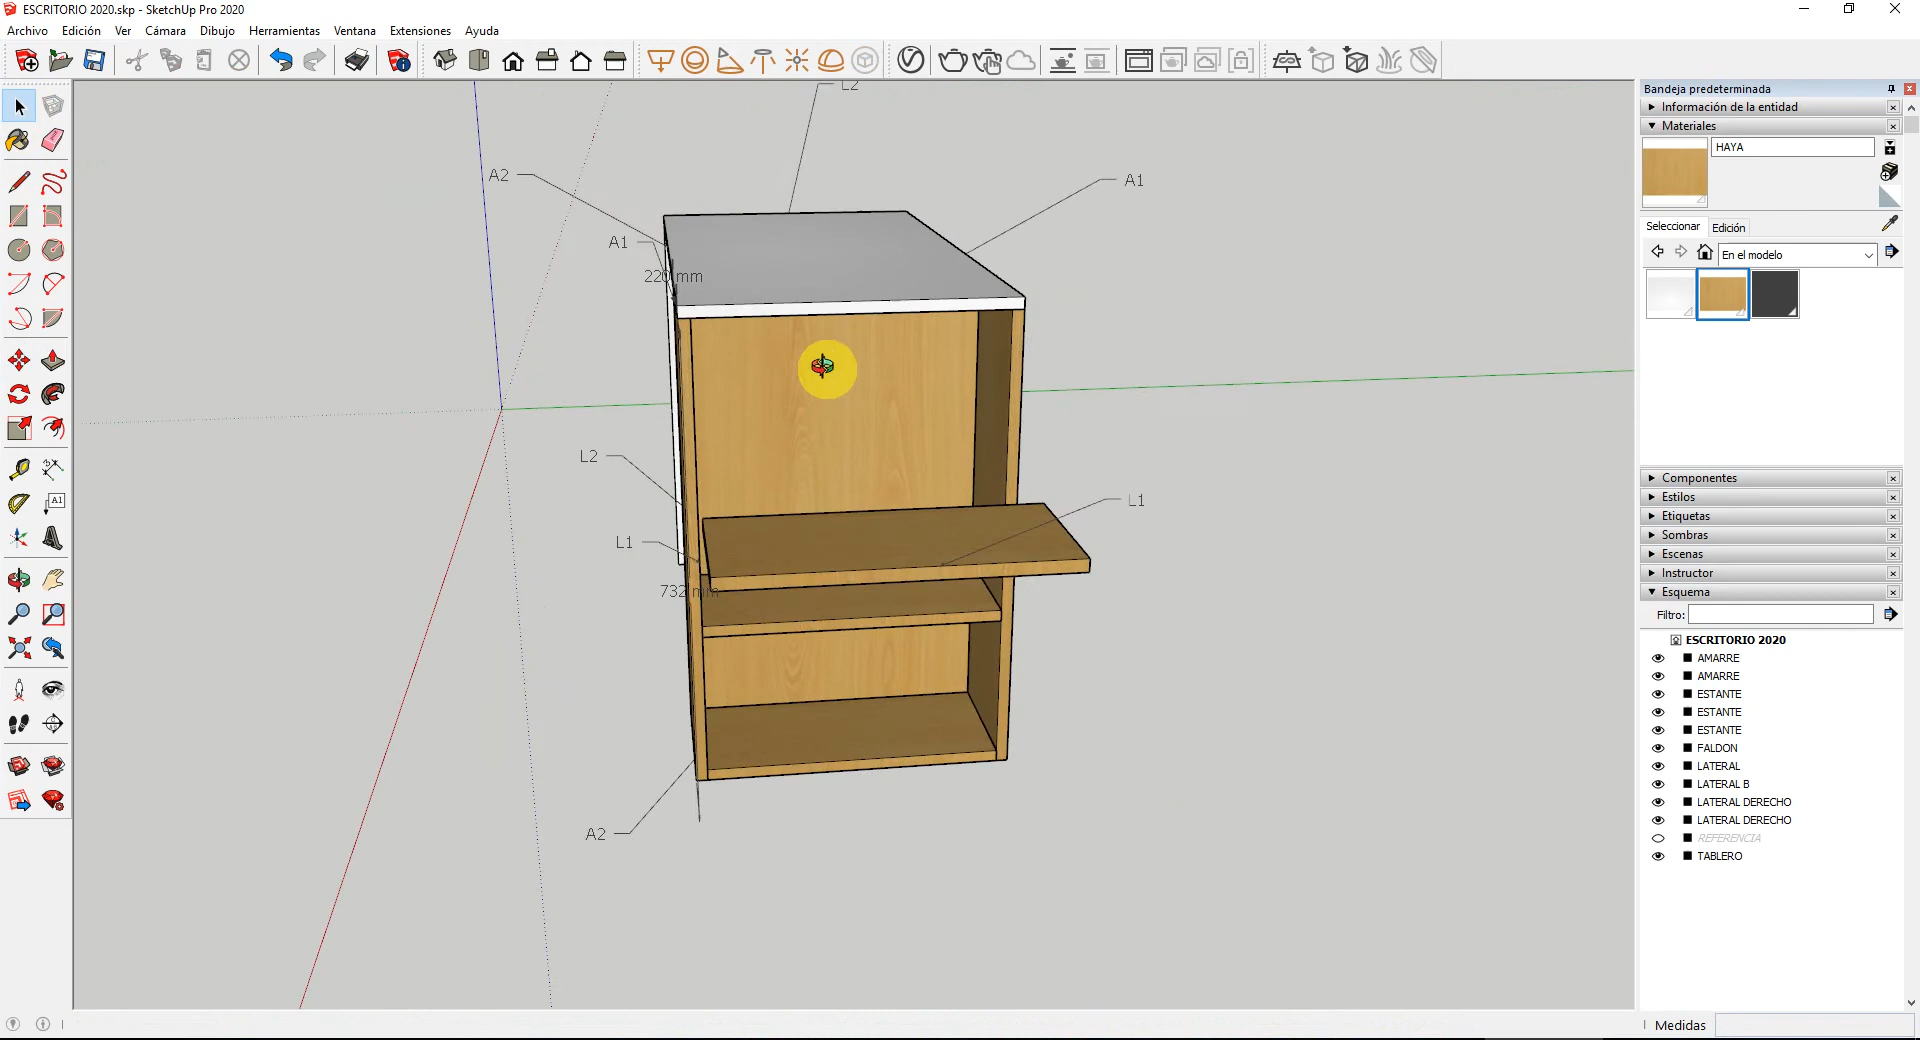 ESCRITORIO 2020.skp - SketchUp Pro 2020
Archivo Edición Ver Cámara Dibujo Herramientas Ventana Extensiones Ayuda
Bandeja predeterminada
Información de la entidad
Materiales
HAYA
Seleccionar Edición
En el modelo
Componentes
Estilos
Etiquetas
Sombras
Escenas
Instructor
Esquema
Filtro:
ESCRITORIO 2020
AMARRE
AMARRE
ESTANTE
ESTANTE
ESTANTE
FALDON
LATERAL
LATERAL B
LATERAL DERECHO
LATERAL DERECHO
REFERENCIA
TABLERO
Medidas
A1
L2
A2
A1
A1
220 mm
L2
L1
L1
732 mm
A2